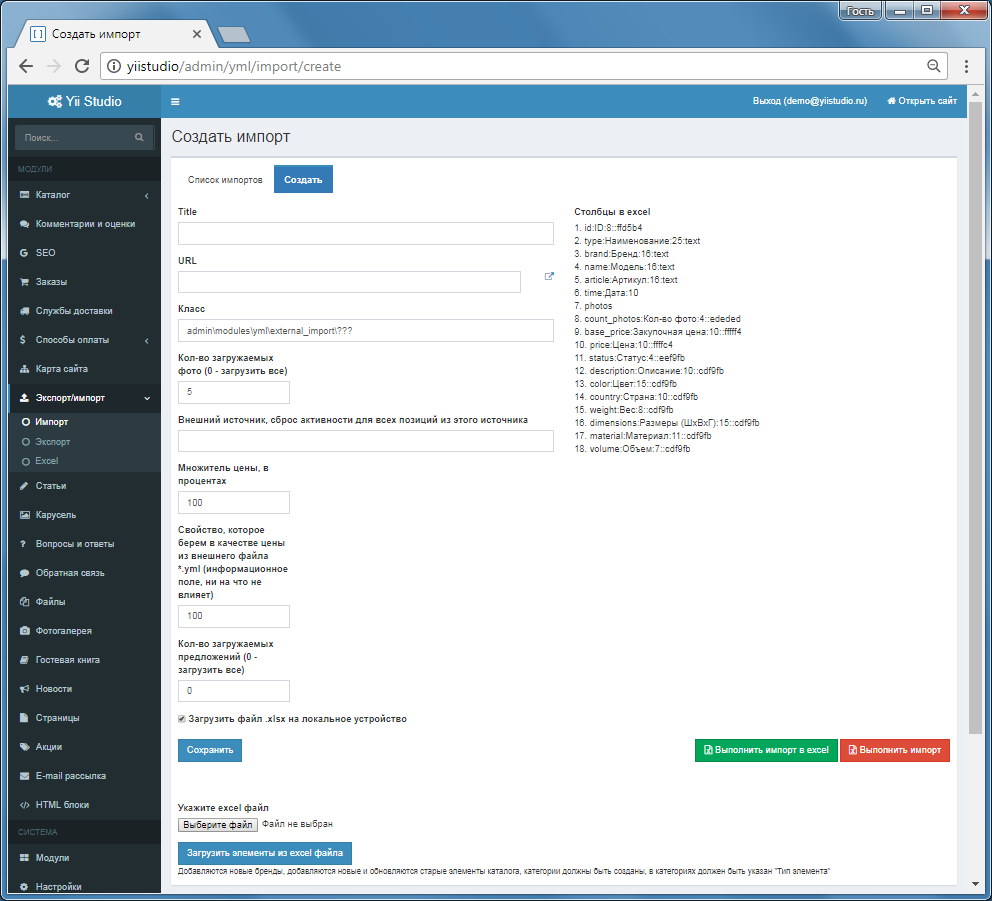 Гость
Создать импорт
yiistudio/admin/yml/import/create
Yii Studio
Выход (demo@yiistudio.ru)
Открыть сайт
Поиск...
МОДУЛИ
Каталог
Комментарии и оценки
SEO
Заказы
Службы доставки
Способы оплаты
Карта сайта
Экспорт/импорт
Импорт
Экспорт
Excel
Статьи
Карусель
Вопросы и ответы
Обратная связь
Файлы
Фотогалерея
Гостевая книга
Новости
Страницы
Акции
E-mail рассылка
HTML блоки
СИСТЕМА
Модули
Настройки
Создать импорт
Список импортов
Создать
Title
URL
Класс
admin\modules\yml\external_import\???
Кол-во загружаемых
фото (0 - загрузить все)
5
Внешний источник, сброс активности для всех позиций из этого источника
Множитель цены, в
процентах
100
Свойство, которое
берем в качестве цены
из внешнего файла
*.yml (информационное
поле, ни на что не
влияет)
100
Кол-во загружаемых
предложений (0 -
загрузить все)
0
Загрузить файл .xlsx на локальное устройство
Сохранить
Выполнить импорт в excel
Выполнить импорт
Столбцы в excel
1. id:ID:8::ffd5b4
2. type:Наименование:25:text
3. brand:Бренд:16:text
4. name:Модель:16:text
5. article:Артикул:16:text
6. time:Дата:10
7. photos
8. count_photos:Кол-во фото:4::ededed
9. base_price:Закупочная цена:10::fffff4
10. price:Цена:10::ffffc4
11. status:Статус:4::eef9fb
12. description:Описание:10::cdf9fb
13. color:Цвет:15::cdf9fb
14. country:Страна:10::cdf9fb
15. weight:Вес:8::cdf9fb
16. dimensions:Размеры (ШхВхГ):15::cdf9fb
17. material:Материал:11::cdf9fb
18. volume:Объем:7::cdf9fb
Укажите excel файл
Выберите файл
Файл не выбран
Загрузить элементы из excel файла
Добавляются новые бренды, добавляются новые и обновляются старые элементы каталога, категории должны быть созданы, в категориях должен быть указан "Тип элемента"